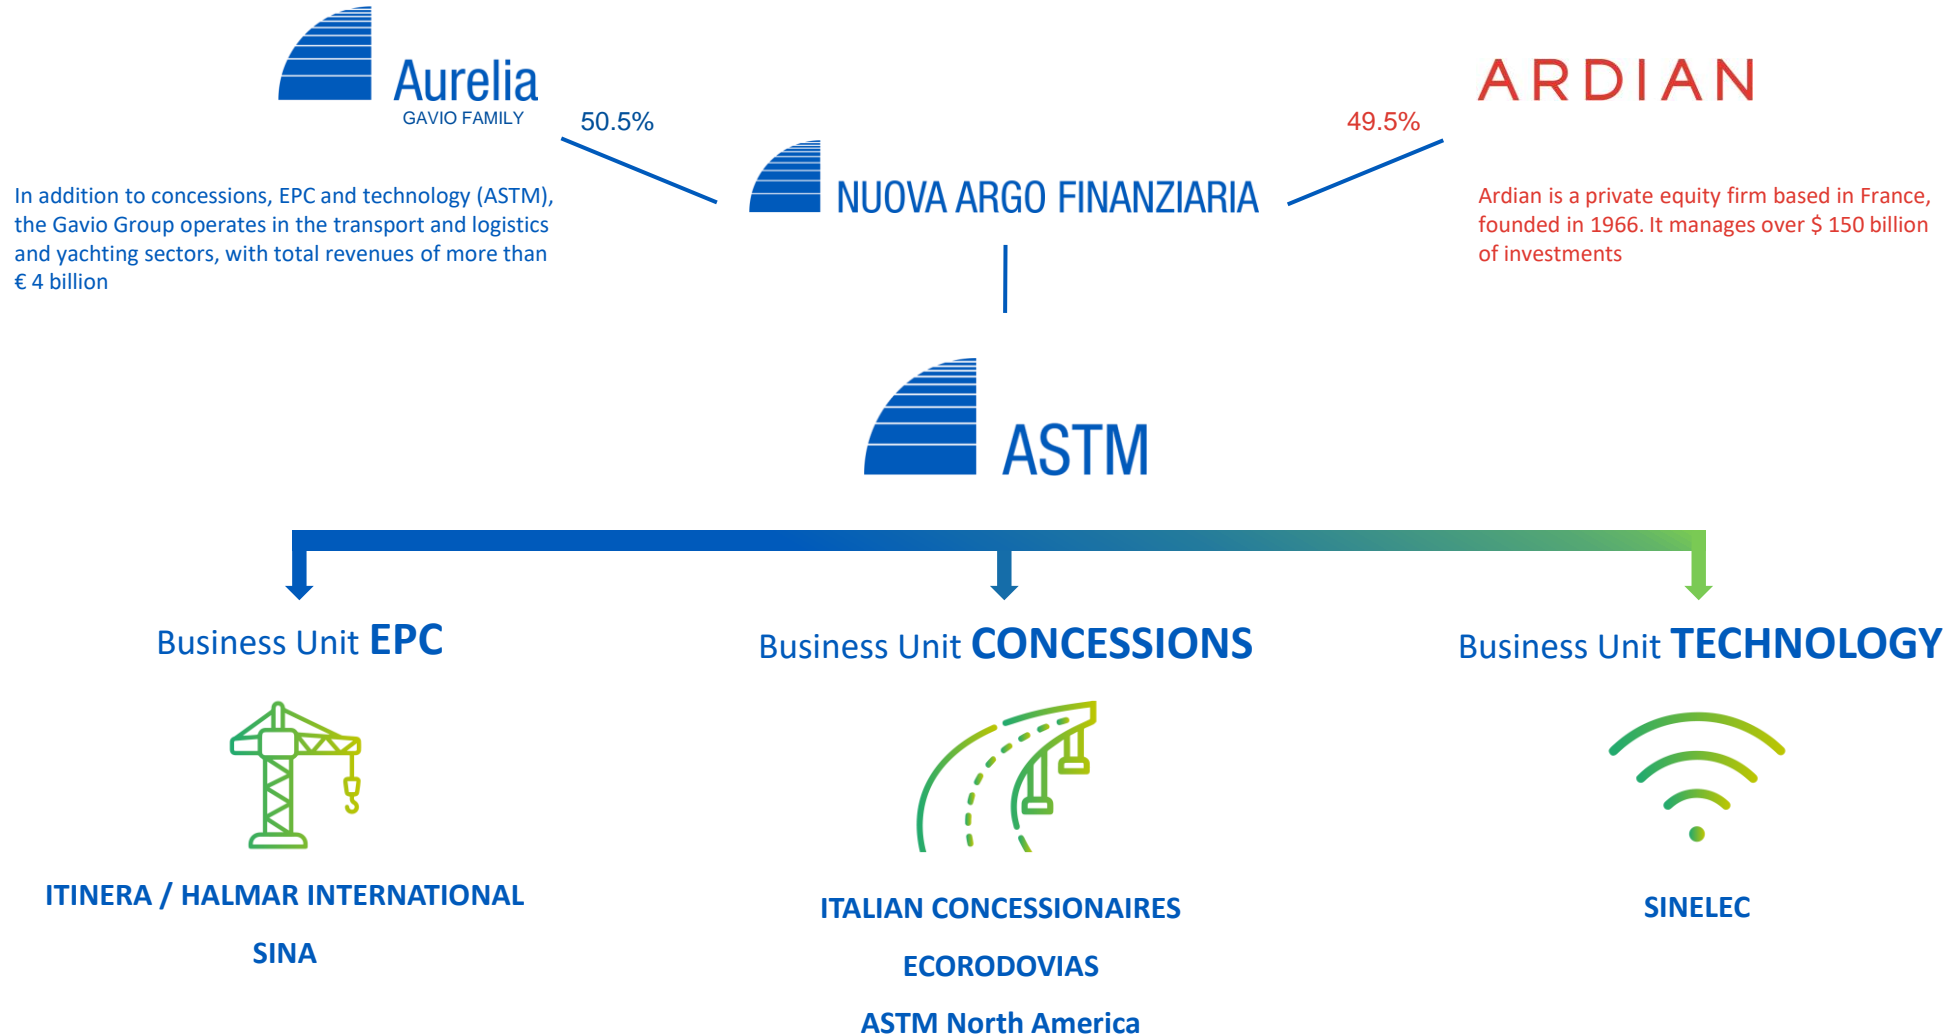 Aurelia
GAVIO FAMILY
50.5%
In addition to concessions, EPC and technology (ASTM),
the Gavio Group operates in the transport and logistics
and yachting sectors, with total revenues of more than
€ 4 billion
NUOVA ARGO FINANZIARIA
ARDIAN
49.5%
Ardian is a private equity firm based in France,
founded in 1966. It manages over $ 150 billion
of investments
ASTM
Business Unit EPC
ITINERA / HALMAR INTERNATIONAL
SINA
Business Unit CONCESSIONS
ITALIAN CONCESSIONAIRES
ECORODOVIAS
ASTM North America
Business Unit TECHNOLOGY
SINELEC